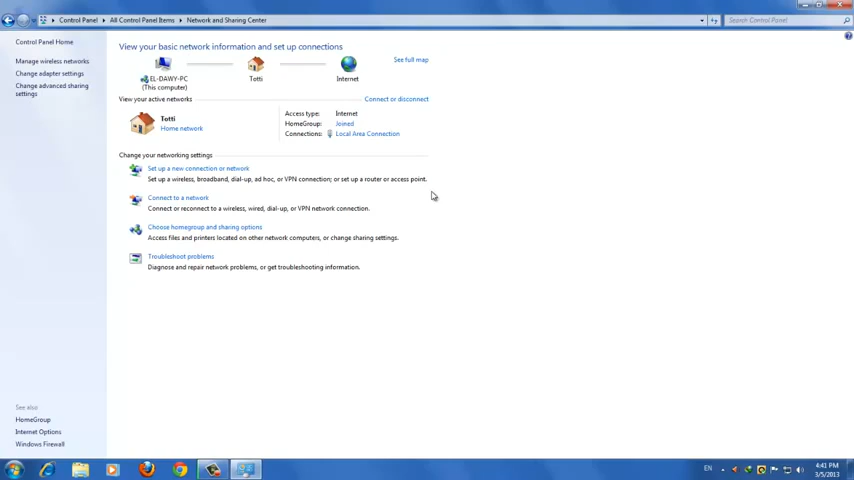 Control Panel All Control Panel Items Network and Sharing Center
Search Control Panel
Control Panel Home
Manage wireless networks
Change adapter settings
Change advanced sharing
settings
View your basic network information and set up connections
See full map
EL-DAWY-PC
(This computer)
Totti
Internet
View your active networks
Connect or disconnect
Totti
Home network
Access type: Internet
HomeGroup: Joined
Connections: Local Area Connection
Change your networking settings
Set up a new connection or network
Set up a wireless, broadband, dial-up, ad hoc, or VPN connection; or set up a router or access point.
Connect to a network
Connect or reconnect to a wireless, wired, dial-up, or VPN network connection.
Choose homegroup and sharing options
Access files and printers located on other network computers, or change sharing settings.
Troubleshoot problems
Diagnose and repair network problems, or get troubleshooting information.
See also
HomeGroup
Internet Options
Windows Firewall
EN
4:41 PM
3/5/2013